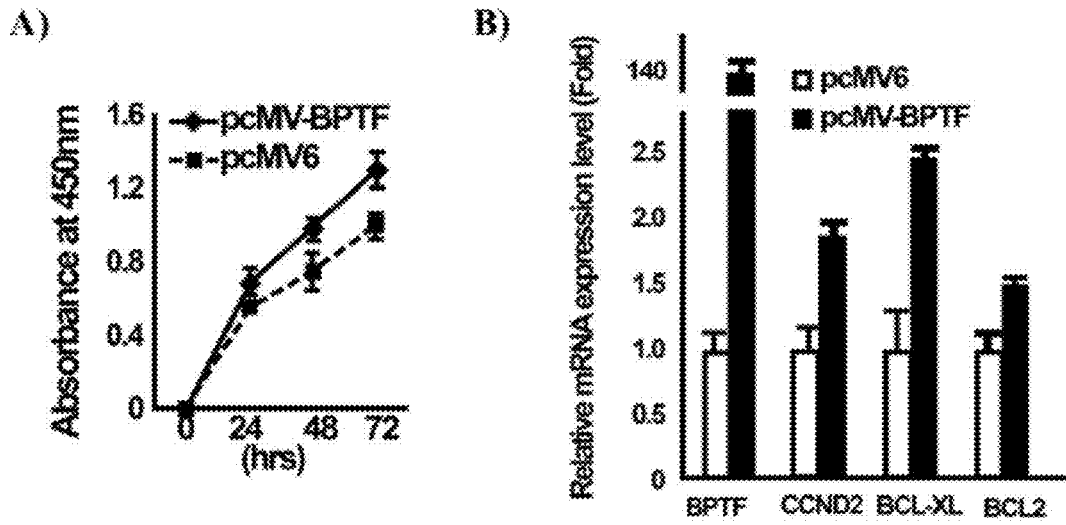 A)
Absorbance at 450nm
1.6
1.2
0.8
0.4
0
pcMV-BPTF
pcMV6
0 24 48 72
(hrs)
B)
Relative mRNA expression level (Fold)
140
2.5
2.0
1.5
1.0
0.5
0
pcMV6
pcMV-BPTF
BPTF CCND2 BCL-XL BCL2